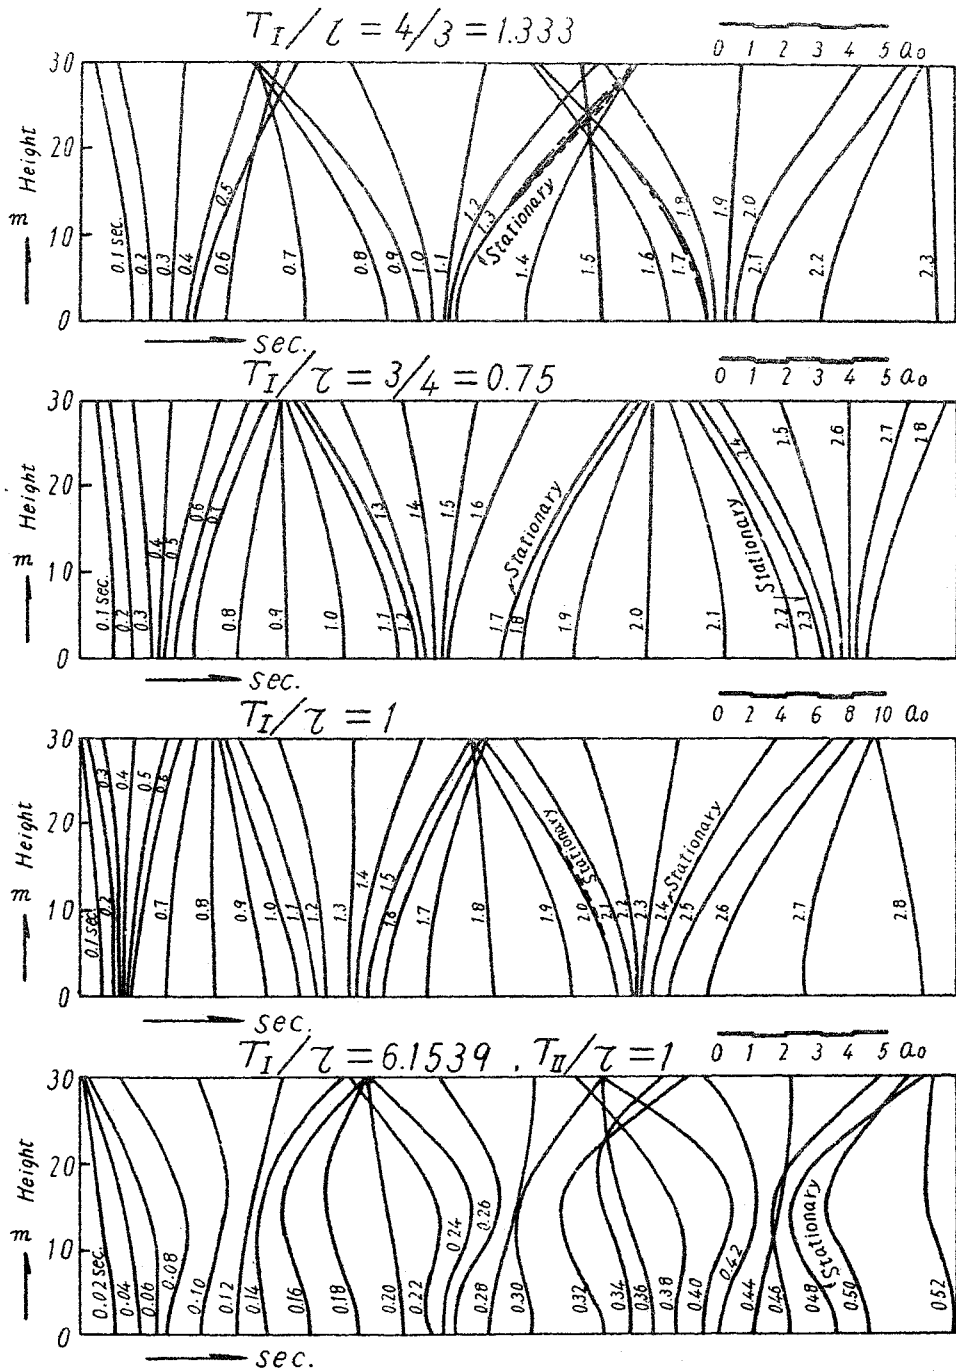 T_I/τ = 4/3 = 1.333
0 1 2 3 4 5 a₀
30
20
10
0
m Height
0.1 sec. 0.2 0.3 0.4 0.5 0.6 0.7 0.8 0.9 1.0 1.1 1.2 1.3 Stationary 1.4 1.5 1.6 1.7 1.8 1.9 2.0 2.1 2.2 2.3
sec.
T_I/τ = 3/4 = 0.75
0 1 2 3 4 5 a₀
30
20
10
0
m Height
0.1 sec. 0.2 0.3 0.4 0.5 0.6 0.7 0.8 0.9 1.0 1.1 1.2 1.3 1.4 1.5 1.6 Stationary 1.7 1.8 1.9 2.0 2.1 Stationary 2.2 2.3 2.4 2.5 2.6 2.7 2.8
sec.
T_I/τ = 1
0 2 4 6 8 10 a₀
30
20
10
0
m Height
0.1 sec. 0.2 0.3 0.4 0.5 0.6 0.7 0.8 0.9 1.0 1.1 1.2 1.3 1.4 1.5 1.6 1.7 1.8 1.9 Stationary 2.0 2.1 2.2 2.3 Stationary 2.4 2.5 2.6 2.7 2.8
sec.
T_I/τ = 6.1539 . T_II/τ = 1
0 1 2 3 4 5 a₀
30
20
10
0
m Height
0.02 sec. 0.04 0.06 0.08 0.10 0.12 0.14 0.16 0.18 0.20 0.22 0.24 0.26 0.28 0.30 0.32 0.34 0.36 0.38 0.40 0.42 0.44 0.46 0.48 Stationary 0.50 0.52
sec.